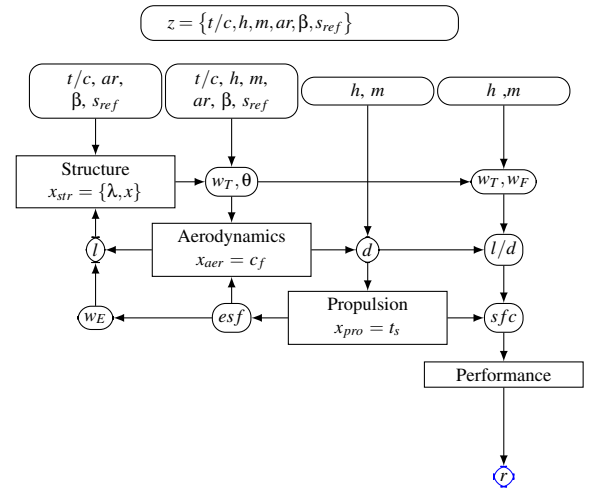 z = {t/c, h, m, ar, β, s_ref}
t/c, ar,
β, s_ref
t/c, h, m,
ar, β, s_ref
h, m
h ,m
Structure
x_str = {λ, x}
w_T, θ
w_T, w_F
l
Aerodynamics
x_aer = c_f
d
l/d
w_E
esf
Propulsion
x_pro = t_s
sfc
Performance
r